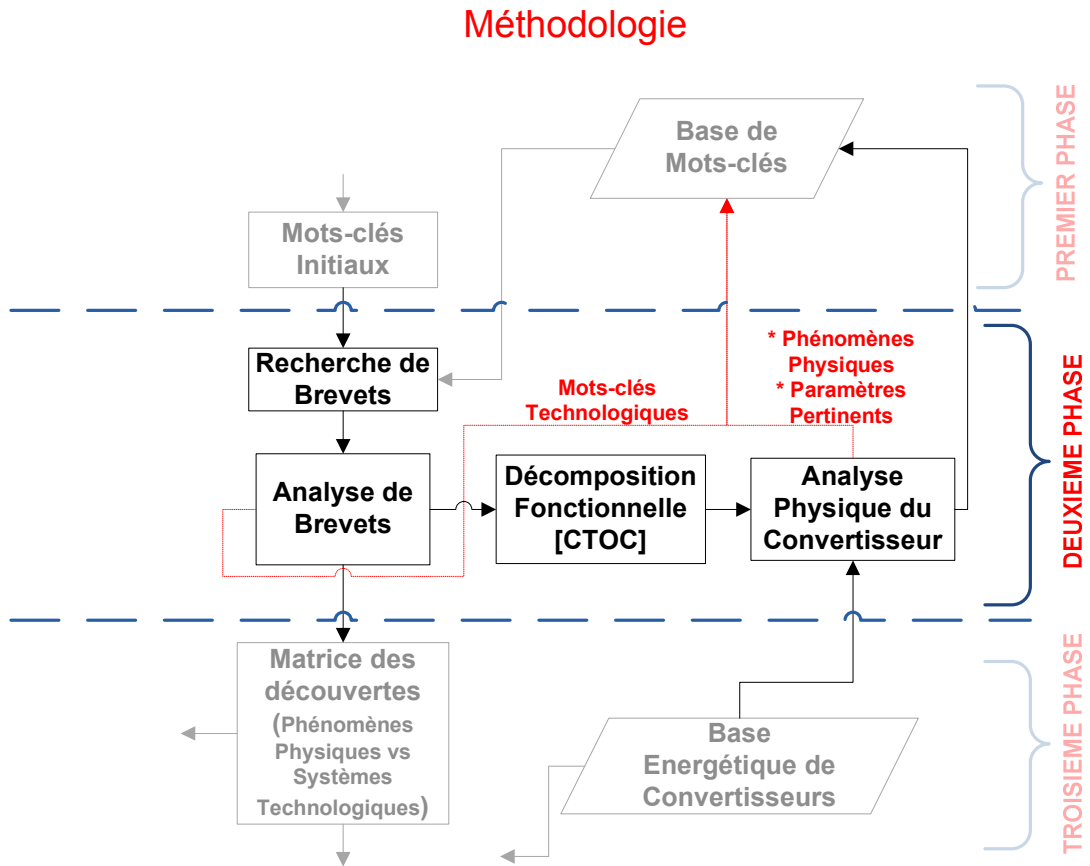 Méthodologie
Base de
Mots-clés
PREMIER PHASE
Mots-clés
Initiaux
* Phénomènes
Physiques
* Paramètres
Pertinents
Recherche de
Brevets
Mots-clés
Technologiques
DEUXIEME PHASE
Analyse de
Brevets
Décomposition
Fonctionnelle
[CTOC]
Analyse
Physique du
Convertisseur
Matrice des
découvertes
(Phénomènes
Physiques vs
Systèmes
Technologiques)
Base
Energétique de
Convertisseurs
TROISIEME PHASE